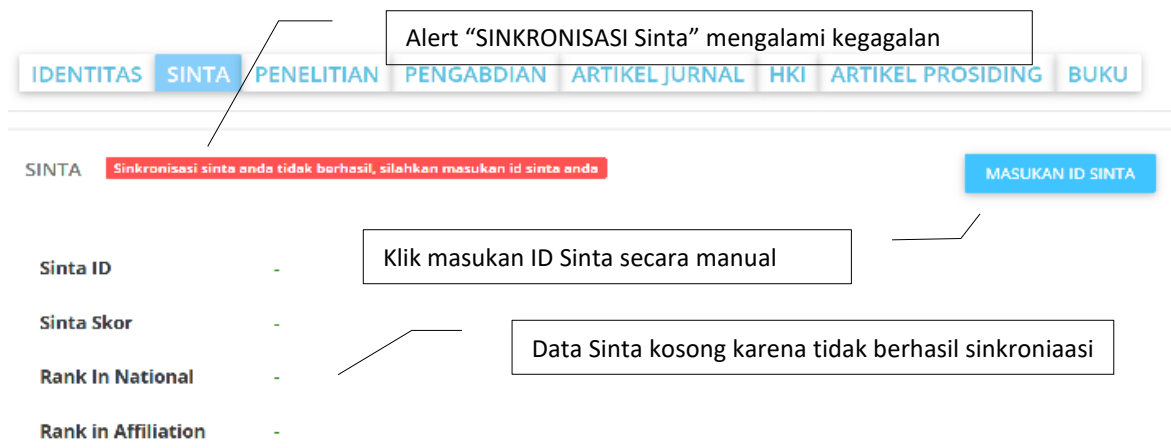 Alert “SINKRONISASI Sinta” mengalami kegagalan
IDENTITAS SINTA PENELITIAN PENGABDIAN ARTIKEL JURNAL HKI ARTIKEL PROSIDING BUKU
SINTA Sinkronisasi sinta anda tidak berhasil, silahkan masukan id sinta anda
MASUKAN ID SINTA
Klik masukan ID Sinta secara manual
Sinta ID -
Sinta Skor -
Data Sinta kosong karena tidak berhasil sinkroniaasi
Rank In National -
Rank in Affiliation -